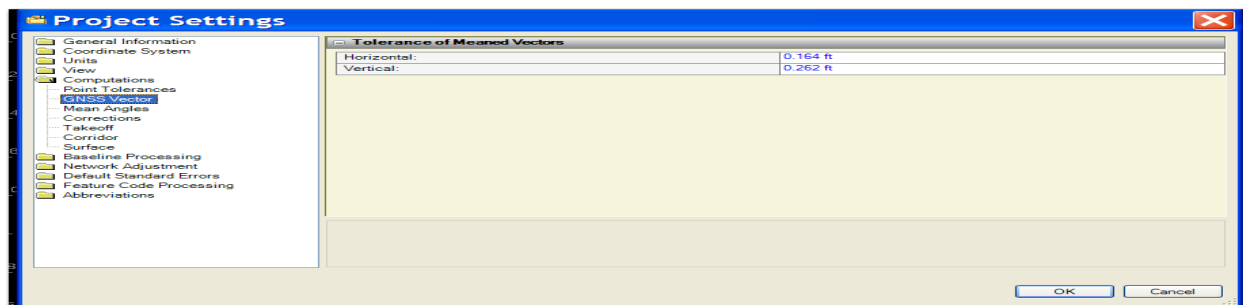 Project Settings
General Information
Coordinate System
Units
View
Computations
Point Tolerances
GNSS Vector
Mean Angles
Corrections
Takeoff
Corridor
Surface
Baseline Processing
Network Adjustment
Default Standard Errors
Feature Code Processing
Abbreviations
Tolerance of Meaned Vectors
Horizontal: 0.164 ft
Vertical: 0.262 ft
OK Cancel